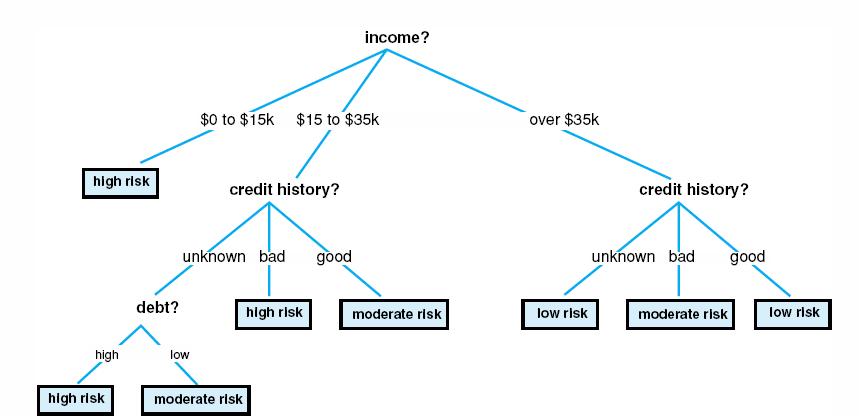 income?
$0 to $15k $15 to $35k over $35k
high risk
credit history? credit history?
unknown bad good unknown bad good
debt? high risk moderate risk low risk moderate risk low risk
high low
high risk moderate risk